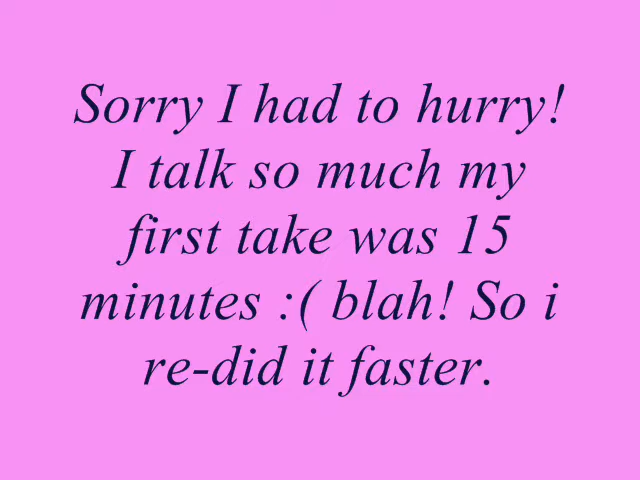 Sorry I had to hurry!
I talk so much my
first take was 15
minutes :( blah! So i
re-did it faster.